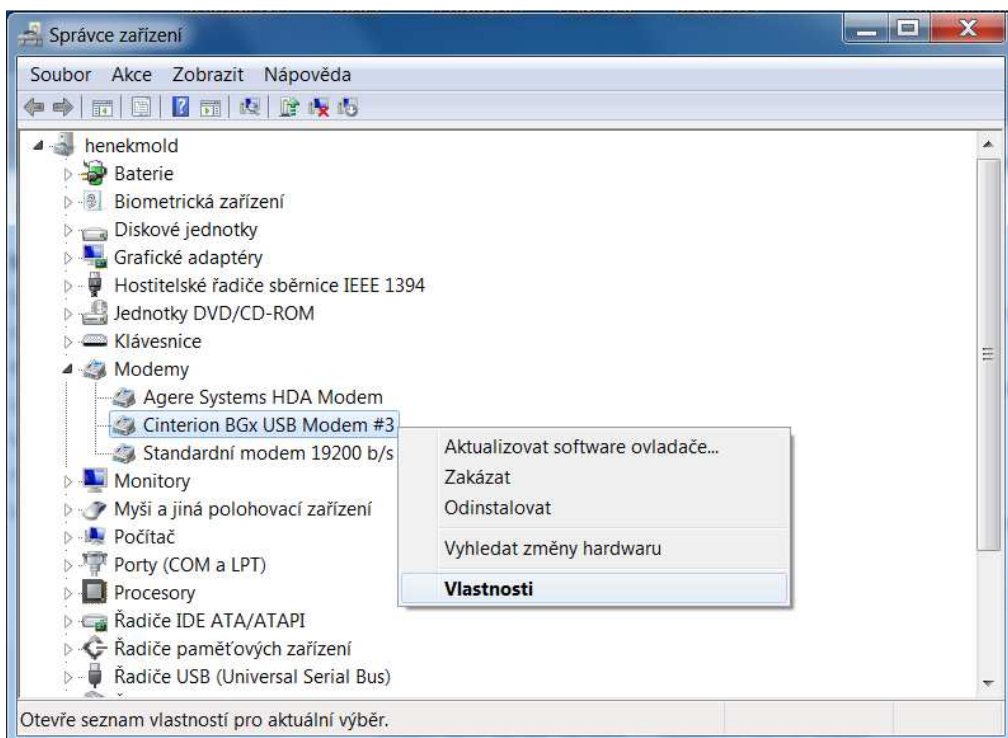 Správce zařízení
Soubor Akce Zobrazit Nápověda
henekmold
Baterie
Biometrická zařízení
Diskové jednotky
Grafické adaptéry
Hostitelské řadiče sběrnice IEEE 1394
Jednotky DVD/CD-ROM
Klávesnice
Modemy
Agere Systems HDA Modem
Cinterion BGx USB Modem #3
Standardní modem 19200 b/s
Monitory
Myši a jiná polohovací zařízení
Počítač
Porty (COM a LPT)
Procesory
Řadiče IDE ATA/ATAPI
Řadiče paměťových zařízení
Řadiče USB (Universal Serial Bus)
Aktualizovat software ovladače...
Zakázat
Odinstalovat
Vyhledat změny hardwaru
Vlastnosti
Otevře seznam vlastností pro aktuální výběr.